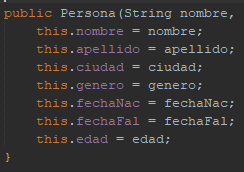 public Persona(String nombre,
this.nombre = nombre;
this.apellido = apellido;
this.ciudad = ciudad;
this.genero = genero;
this.fechaNac = fechaNac;
this.fechaFal = fechaFal;
this.edad = edad;
}